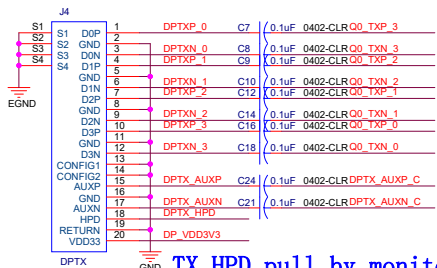 J4
S1 S1 D0P 1 DPTXP_0 C7 0.1uF 0402-CLR Q0_TXP_3
S2 S2 GND 2
S3 S3 D0N 3 DPTXN_0 C8 0.1uF 0402-CLR Q0_TXN_3
S4 S4 D1P 4 DPTXP_1 C9 0.1uF 0402-CLR Q0_TXP_2
GND 5
D1N 6 DPTXN_1 C10 0.1uF 0402-CLR Q0_TXN_2
D2P 7 DPTXP_2 C12 0.1uF 0402-CLR Q0_TXP_1
GND 8
D2N 9 DPTXN_2 C14 0.1uF 0402-CLR Q0_TXN_1
D3P 10 DPTXP_3 C16 0.1uF 0402-CLR Q0_TXP_0
GND 11
D3N 12 DPTXN_3 C18 0.1uF 0402-CLR Q0_TXN_0
CONFIG1 13
CONFIG2 14
AUXP 15 DPTX_AUXP C24 0.1uF 0402-CLR DPTX_AUXP_C
GND 16
AUXN 17 DPTX_AUXN C21 0.1uF 0402-CLR DPTX_AUXN_C
HPD 18 DPTX_HPD
RETURN 19
VDD33 20 DP_VDD3V3
EGND
DPTX
GND
TX HPD pull by